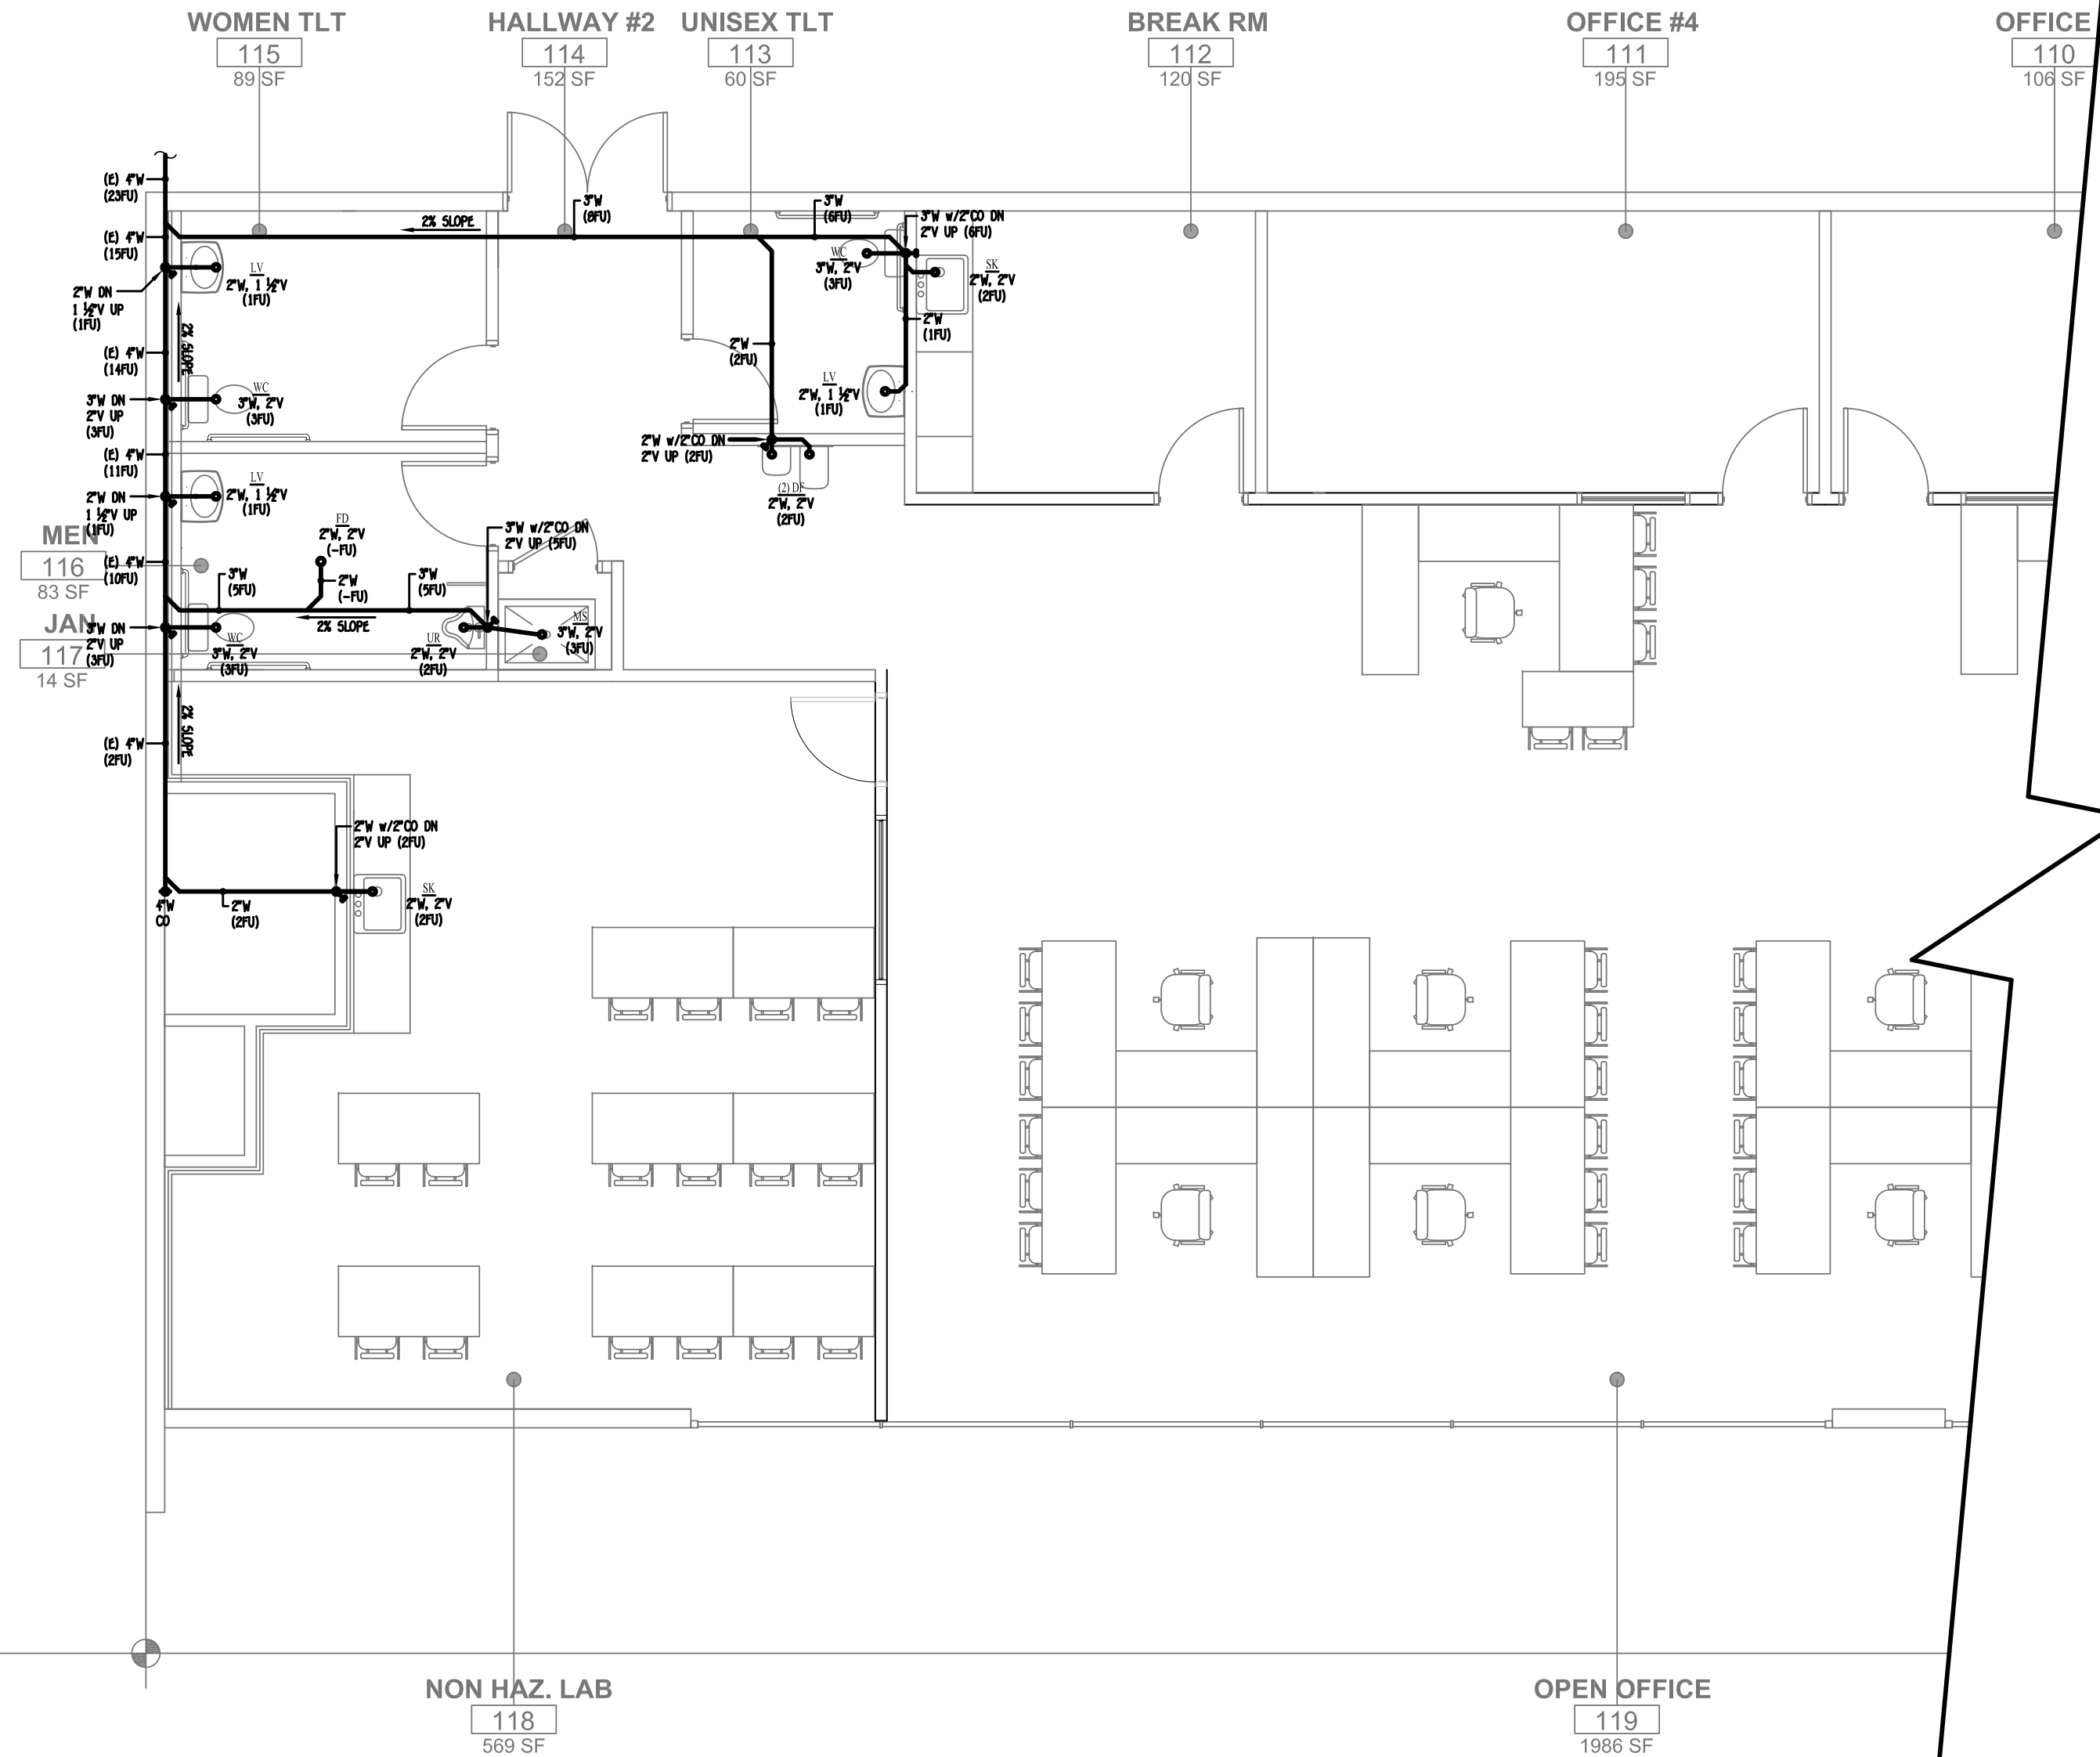 WOMEN TLT
115
89 SF
HALLWAY #2
114
152 SF
UNISEX TLT
113
60 SF
BREAK RM
112
120 SF
OFFICE #4
111
195 SF
OFFICE
110
106 SF
(E) 4"W
(23FU)
(E) 4"W
(15FU)
2"W DN
1 ½"V UP
(1FU)
(E) 4"W
(14FU)
3"W DN
2"V UP
(3FU)
(E) 4"W
(11FU)
2"W DN
1 ½"V UP
(1FU)
MEN
116
83 SF
(E) 4"W
(10FU)
JAN
117
14 SF
3"W DN
2"V UP
(3FU)
(E) 4"W
(2FU)
2% SLOPE
LV
2"W, 1 ½"V
(1FU)
2% SLOPE
WC
3"W, 2"V
(3FU)
LV
2"W, 1 ½"V
(1FU)
FD
2"W, 2"V
(-FU)
3"W
(5FU)
2"W
(-FU)
3"W
(5FU)
2% SLOPE
WC
3"W, 2"V
(3FU)
UR
2"W, 2"V
(2FU)
3"W w/2"CO DN
2"V UP (5FU)
MS
3"W, 2"V
(3FU)
2% SLOPE
3"W
(8FU)
3"W
(6FU)
3"W w/2"CO DN
2"V UP (6FU)
WC
3"W, 2"V
(3FU)
SK
2"W, 2"V
(2FU)
2"W
(1FU)
2"W
(2FU)
LV
2"W, 1 ½"V
(1FU)
2"W w/2"CO DN
2"V UP (2FU)
(2) DF
2"W, 2"V
(2FU)
2"W w/2"CO DN
2"V UP (2FU)
4"W
CO
2"W
(2FU)
SK
2"W, 2"V
(2FU)
NON HAZ. LAB
118
569 SF
OPEN OFFICE
119
1986 SF